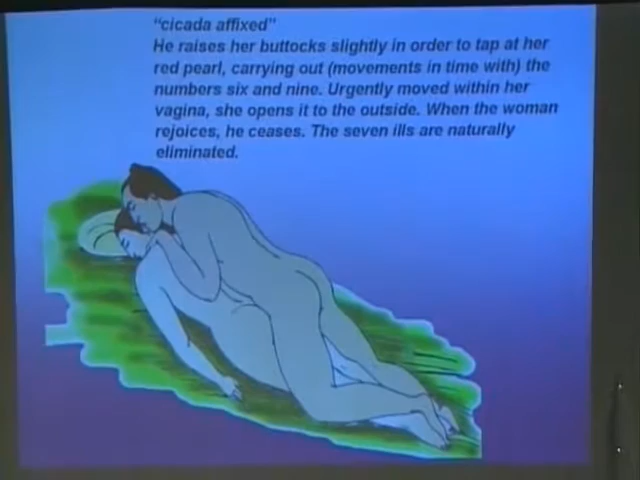 “cicada affixed”
He raises her buttocks slightly in order to tap at her
red pearl, carrying out (movements in time with) the
numbers six and nine. Urgently moved within her
vagina, she opens it to the outside. When the woman
rejoices, he ceases. The seven ills are naturally
eliminated.